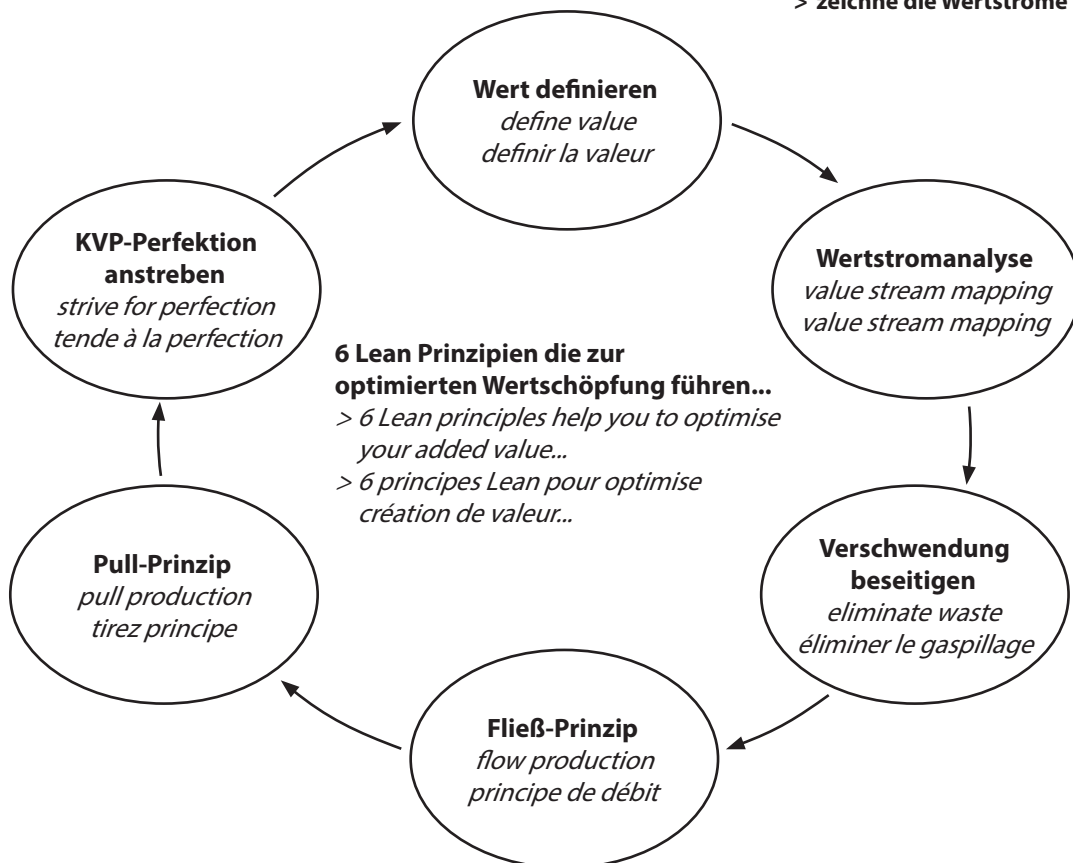 > zeichne die Wertströme
Wert definieren
define value
definir la valeur
Wertstromanalyse
value stream mapping
value stream mapping
Verschwendung
beseitigen
eliminate waste
éliminer le gaspillage
Fließ-Prinzip
flow production
principe de débit
Pull-Prinzip
pull production
tirez principe
KVP-Perfektion
anstreben
strive for perfection
tende à la perfection
6 Lean Prinzipien die zur
optimierten Wertschöpfung führen...
> 6 Lean principles help you to optimise
your added value...
> 6 principes Lean pour optimise
création de valeur...